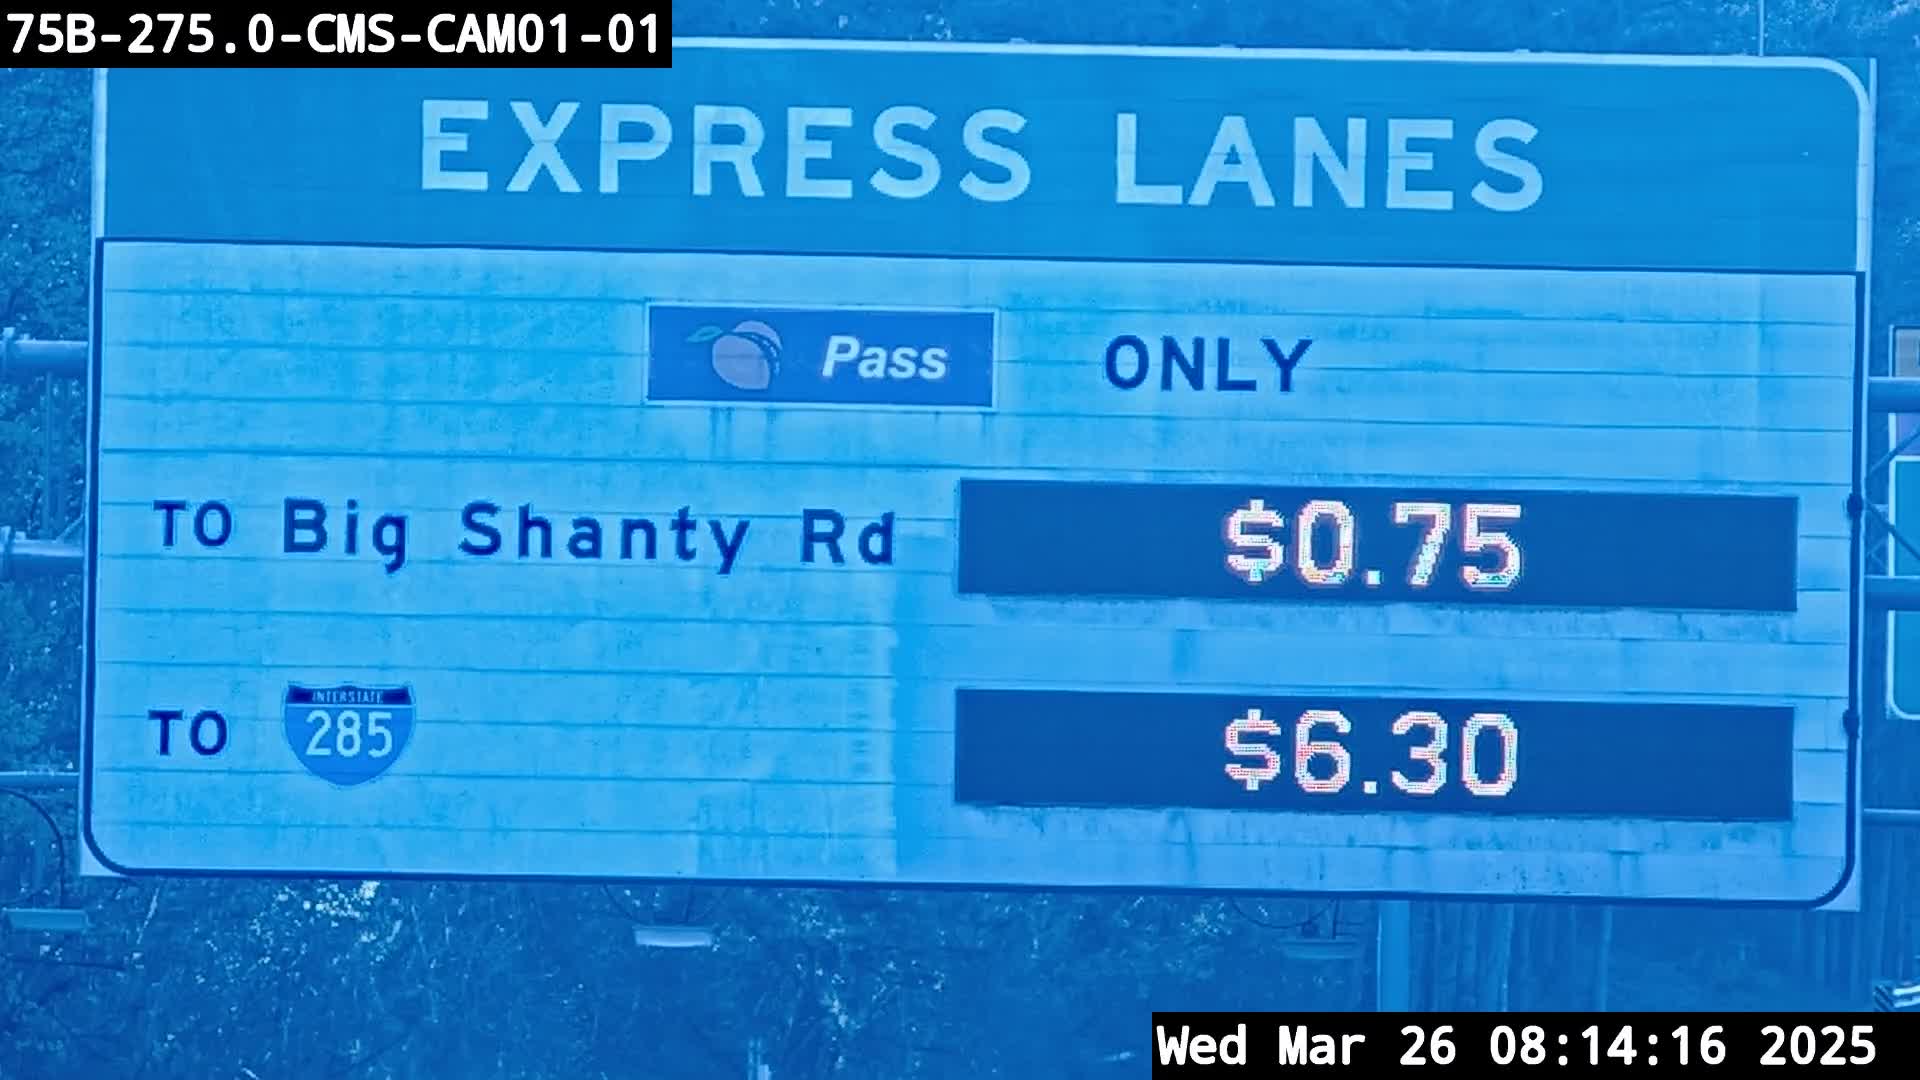 75B-275.0-CMS-CAM01-01
EXPRESS LANES
Pass ONLY
TO Big Shanty Rd $0.75
TO INTERSTATE 285 $6.30
Wed Mar 26 08:14:16 2025